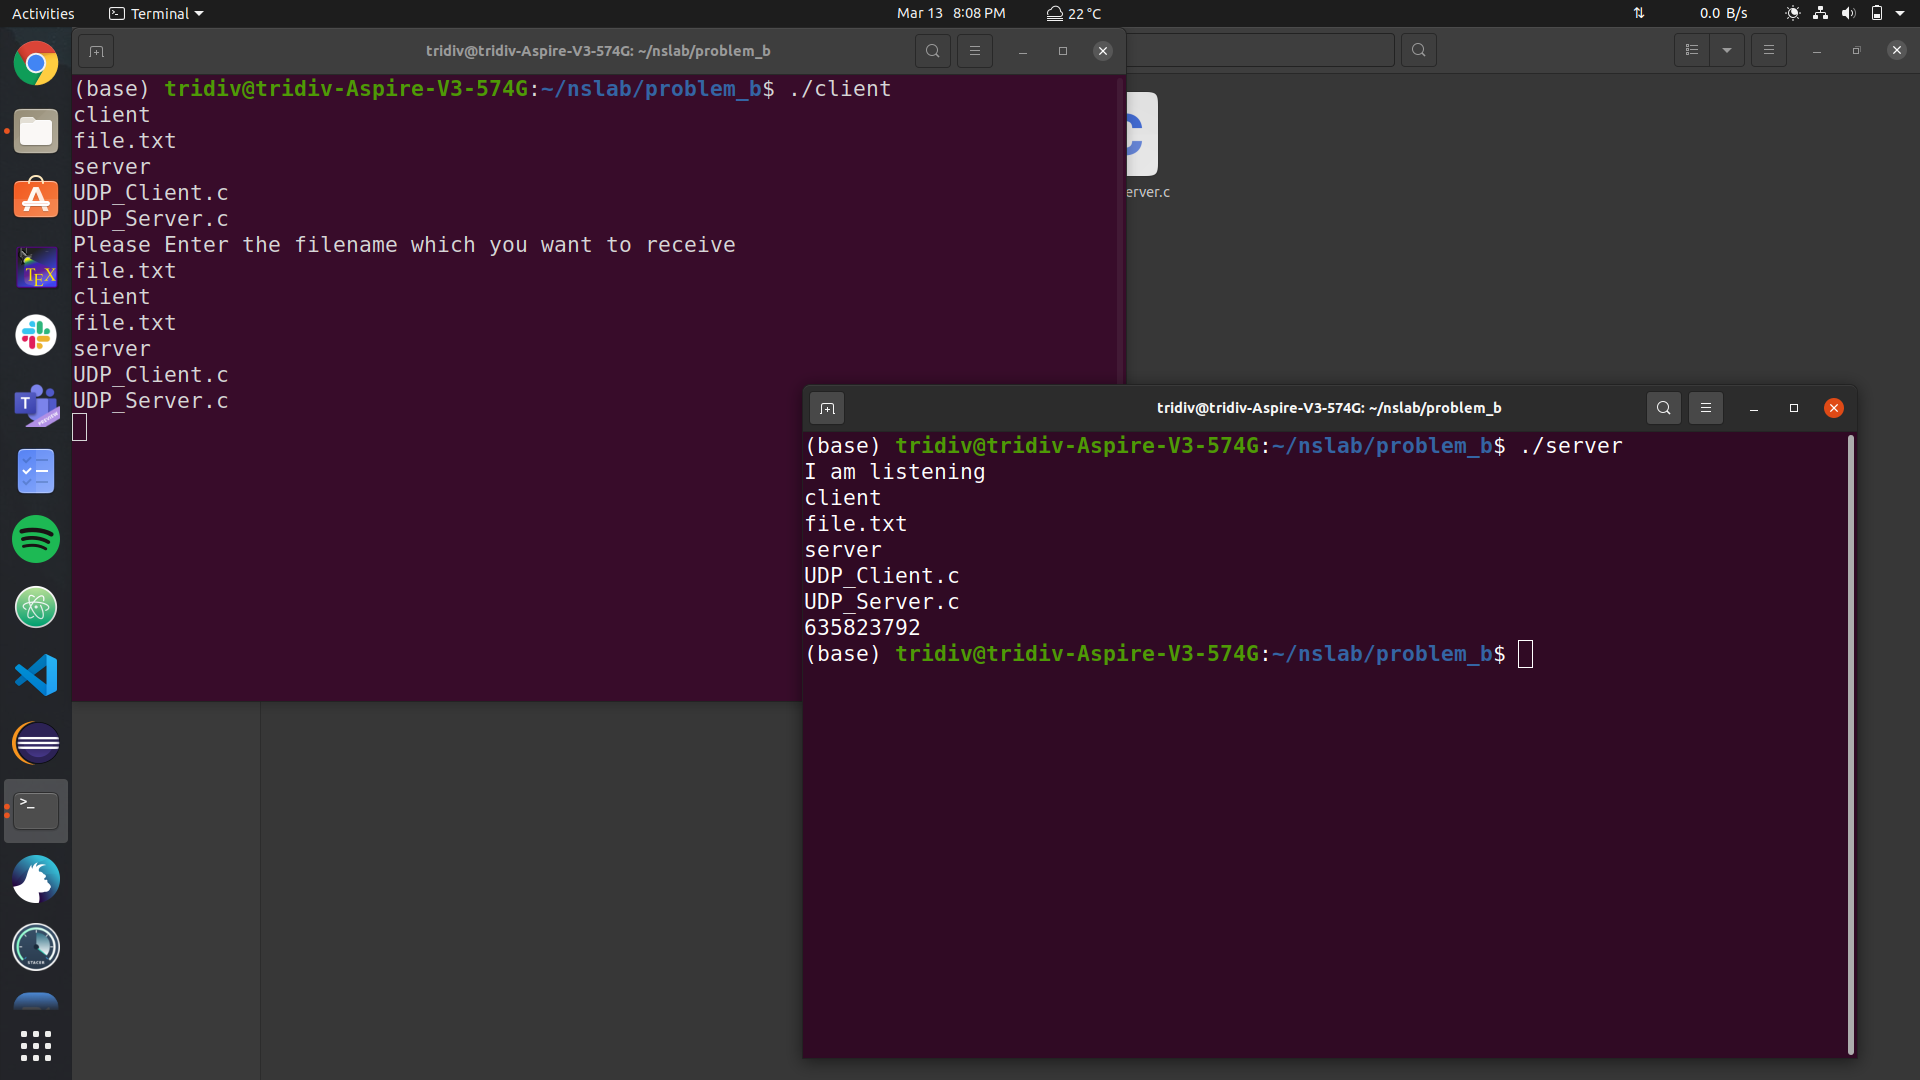 Activities
Terminal
Mar 13 8:08 PM
22 °C
0.0 B/s
tridiv@tridiv-Aspire-V3-574G: ~/nslab/problem_b
(base) tridiv@tridiv-Aspire-V3-574G:~/nslab/problem_b$ ./client
client
file.txt
server
UDP_Client.c
UDP_Server.c
Please Enter the filename which you want to receive
file.txt
client
file.txt
server
UDP_Client.c
UDP_Server.c
C
erver.c
tridiv@tridiv-Aspire-V3-574G: ~/nslab/problem_b
(base) tridiv@tridiv-Aspire-V3-574G:~/nslab/problem_b$ ./server
I am listening
client
file.txt
server
UDP_Client.c
UDP_Server.c
635823792
(base) tridiv@tridiv-Aspire-V3-574G:~/nslab/problem_b$
TEX
T
PREVIEW
>_
STACER